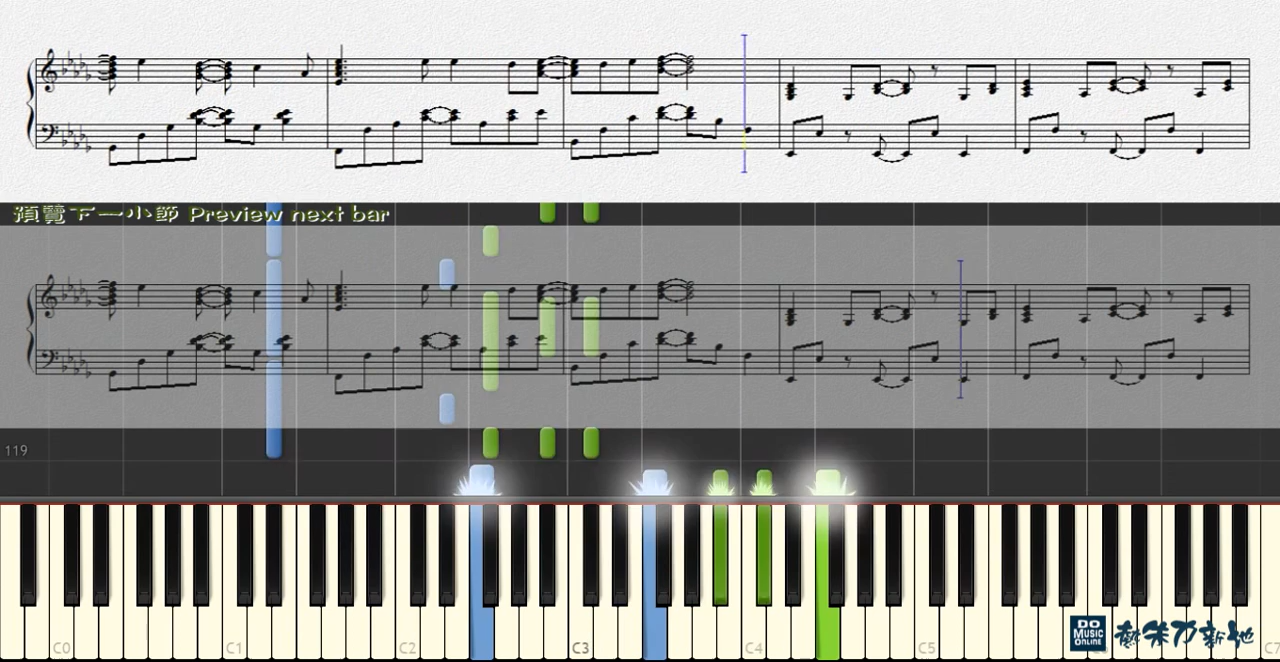 預覽下一小節 Preview next bar
119
C0 C1 C2 C3 C4 C5 C7
DO
MUSIC
ONLINE